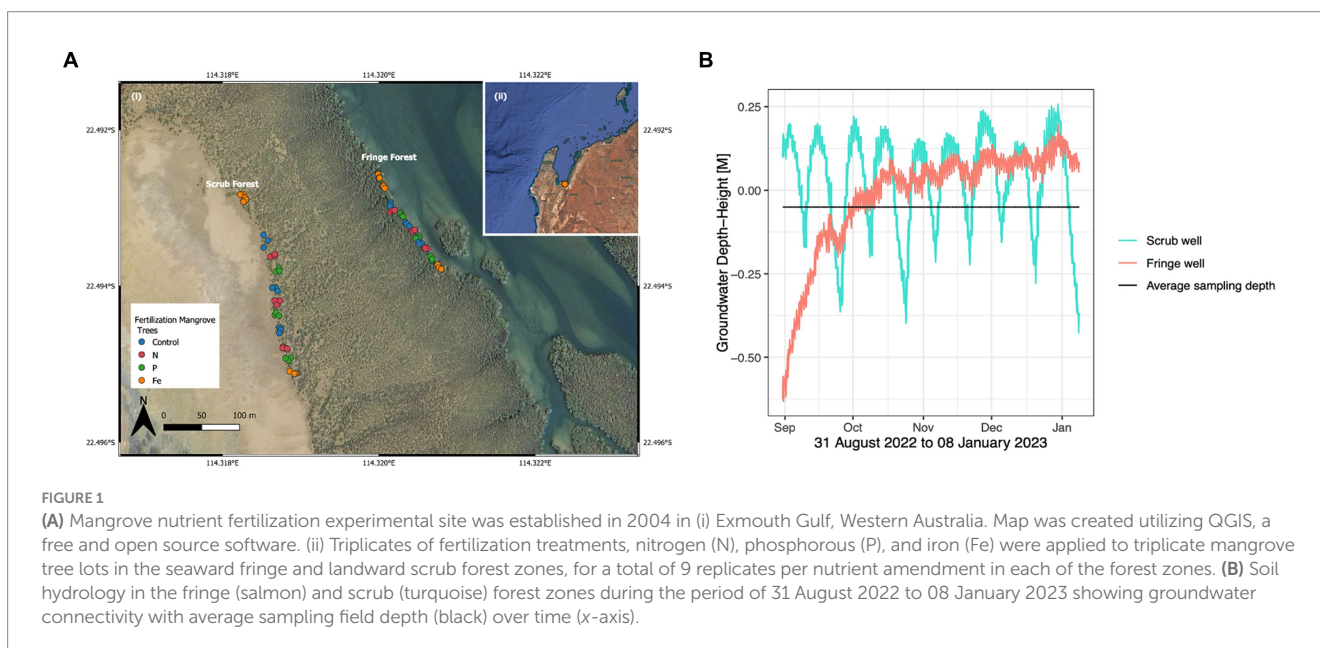 A
114.318°E 114.320°E 114.322°E
(i)
(ii)
22.492°S 22.492°S
Fringe Forest
Scrub Forest
22.494°S 22.494°S
Fertilization Mangrove
Trees
Control
N
P
Fe
N
0 50 100 m
22.496°S 22.496°S
114.318°E 114.320°E 114.322°E
B
Groundwater Depth–Height [M]
0.25
0.00
−0.25
−0.50
Sep Oct Nov Dec Jan
31 August 2022 to 08 January 2023
Scrub well
Fringe well
Average sampling depth
FIGURE 1
(A) Mangrove nutrient fertilization experimental site was established in 2004 in (i) Exmouth Gulf, Western Australia. Map was created utilizing QGIS, a
free and open source software. (ii) Triplicates of fertilization treatments, nitrogen (N), phosphorous (P), and iron (Fe) were applied to triplicate mangrove
tree lots in the seaward fringe and landward scrub forest zones, for a total of 9 replicates per nutrient amendment in each of the forest zones. (B) Soil
hydrology in the fringe (salmon) and scrub (turquoise) forest zones during the period of 31 August 2022 to 08 January 2023 showing groundwater
connectivity with average sampling field depth (black) over time (x-axis).